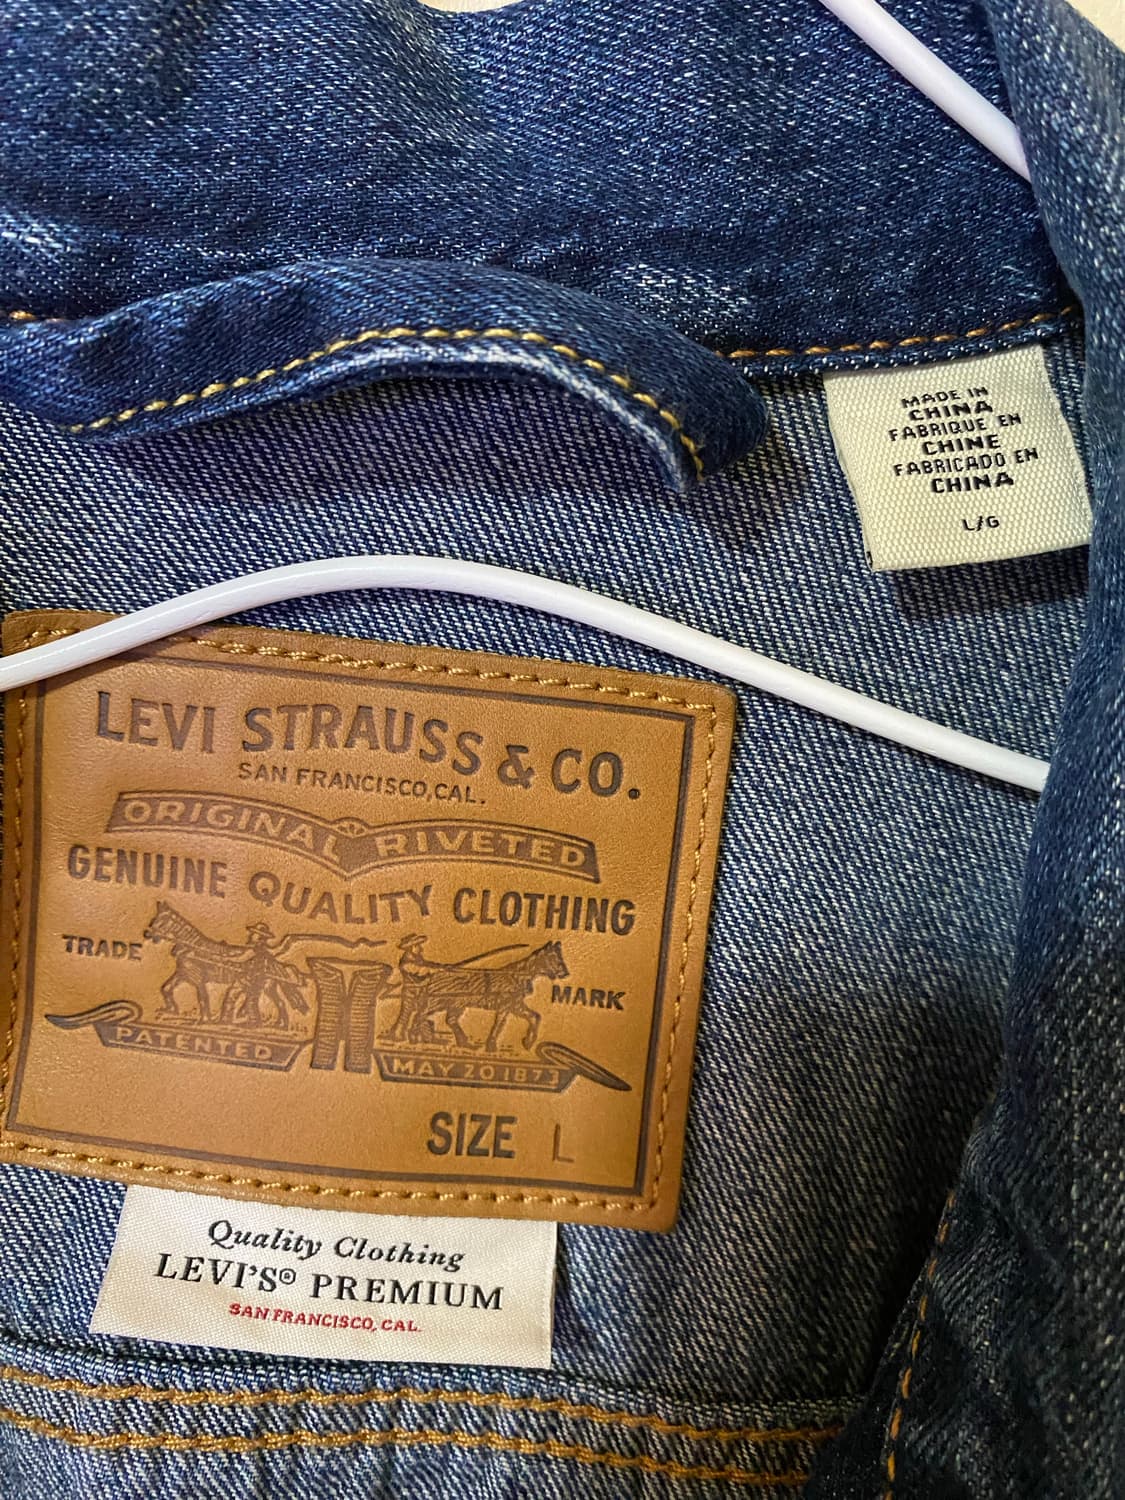 MADE IN
CHINA
FABRIQUE EN
CHINE
FABRICADO EN
CHINA
L/G
LEVI STRAUSS & CO.
SAN FRANCISCO, CAL.
ORIGINAL RIVETED
GENUINE QUALITY CLOTHING
TRADE MARK
PATENTED MAY 20 1873
SIZE L
Quality Clothing
LEVI'S® PREMIUM
SAN FRANCISCO, CAL.